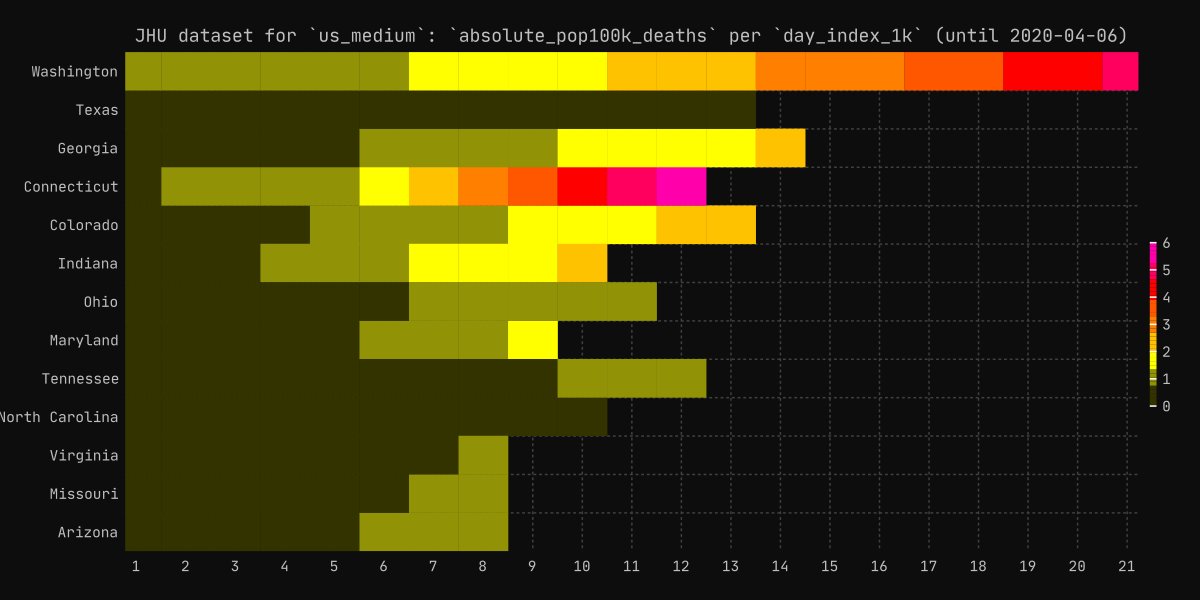 JHU dataset for `us_medium`: `absolute_pop100k_deaths` per `day_index_1k` (until 2020-04-06)
Washington
Texas
Georgia
Connecticut
Colorado
Indiana
Ohio
Maryland
Tennessee
North Carolina
Virginia
Missouri
Arizona
1 2 3 4 5 6 7 8 9 10 11 12 13 14 15 16 17 18 19 20 21
6
5
4
3
2
1
0